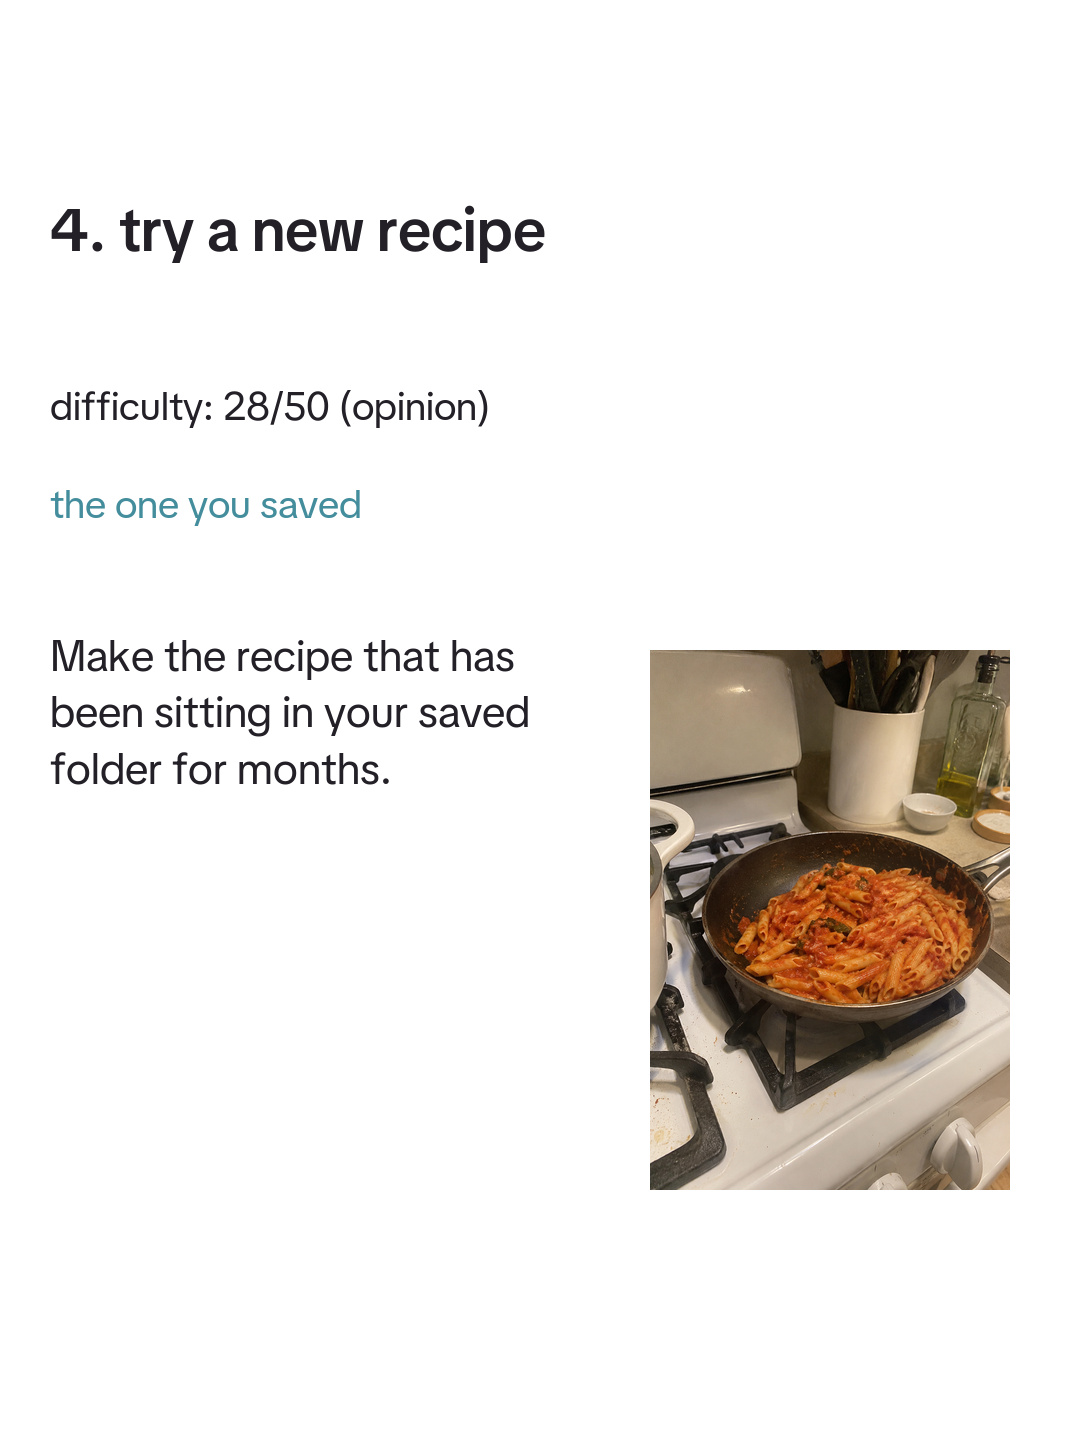 4. try a new recipe
difficulty: 28/50 (opinion)
the one you saved
Make the recipe that has
been sitting in your saved
folder for months.